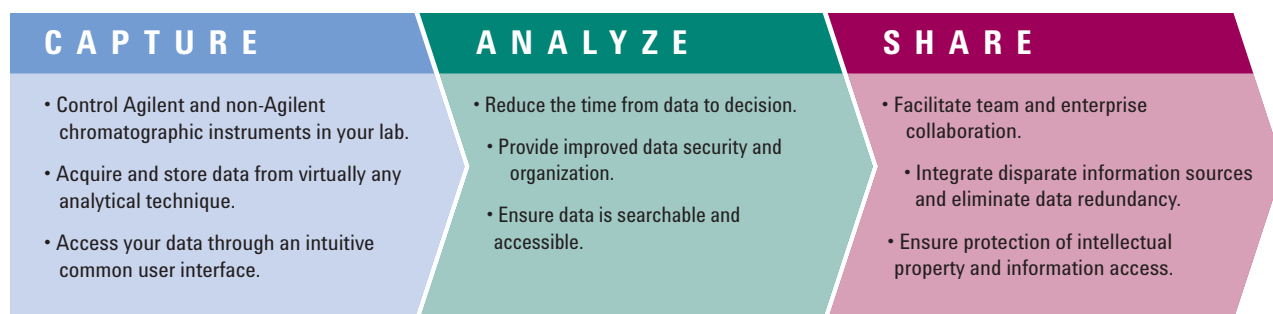 CAPTURE
• Control Agilent and non-Agilent
chromatographic instruments in your lab.
• Acquire and store data from virtually any
analytical technique.
• Access your data through an intuitive
common user interface.
ANALYZE
• Reduce the time from data to decision.
• Provide improved data security and
organization.
• Ensure data is searchable and
accessible.
SHARE
• Facilitate team and enterprise
collaboration.
• Integrate disparate information sources
and eliminate data redundancy.
• Ensure protection of intellectual
property and information access.